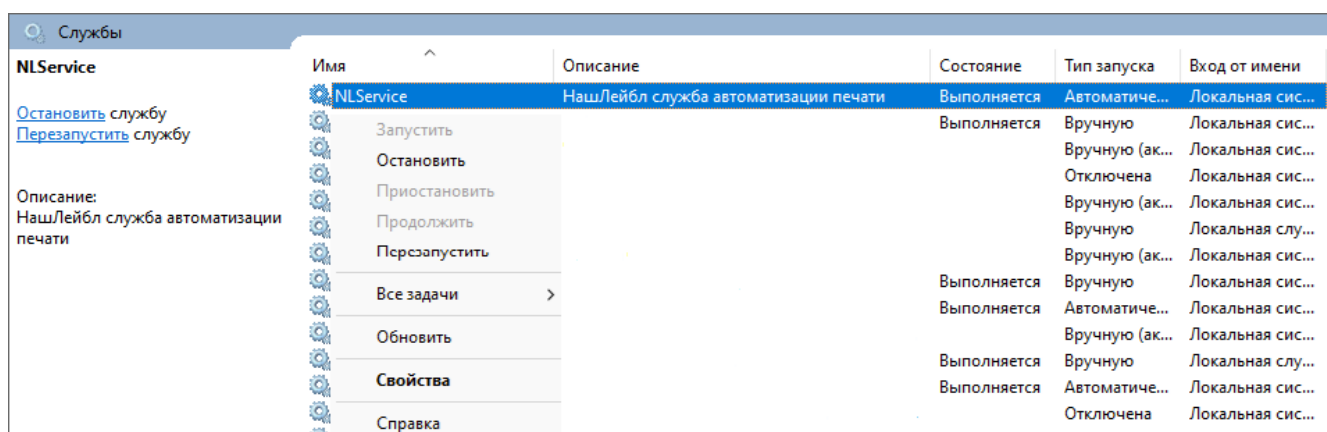 Службы
NLService
Остановить службу
Перезапустить службу
Описание:
НашЛейбл служба автоматизации
печати
Имя Описание Состояние Тип запуска Вход от имени
NLService НашЛейбл служба автоматизации печати Выполняется Автоматиче... Локальная сис...
Выполняется Вручную Локальная сис...
Вручную (ак... Локальная сис...
Отключена Локальная сис...
Вручную (ак... Локальная сис...
Вручную Локальная слу...
Вручную (ак... Локальная сис...
Выполняется Вручную Локальная сис...
Выполняется Автоматиче... Локальная сис...
Вручную (ак... Локальная сис...
Выполняется Вручную Локальная слу...
Выполняется Автоматиче... Локальная сис...
Отключена Локальная сис...
Запустить
Остановить
Приостановить
Продолжить
Перезапустить
Все задачи
Обновить
Свойства
Справка